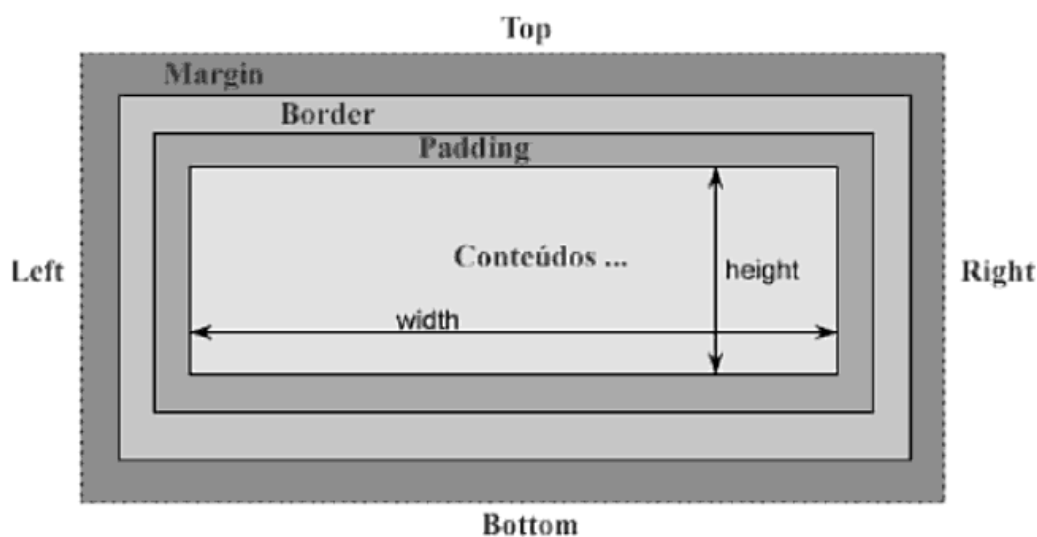 Top
Margin
Border
Padding
Conteúdos ...
Left
height
Right
width
Bottom